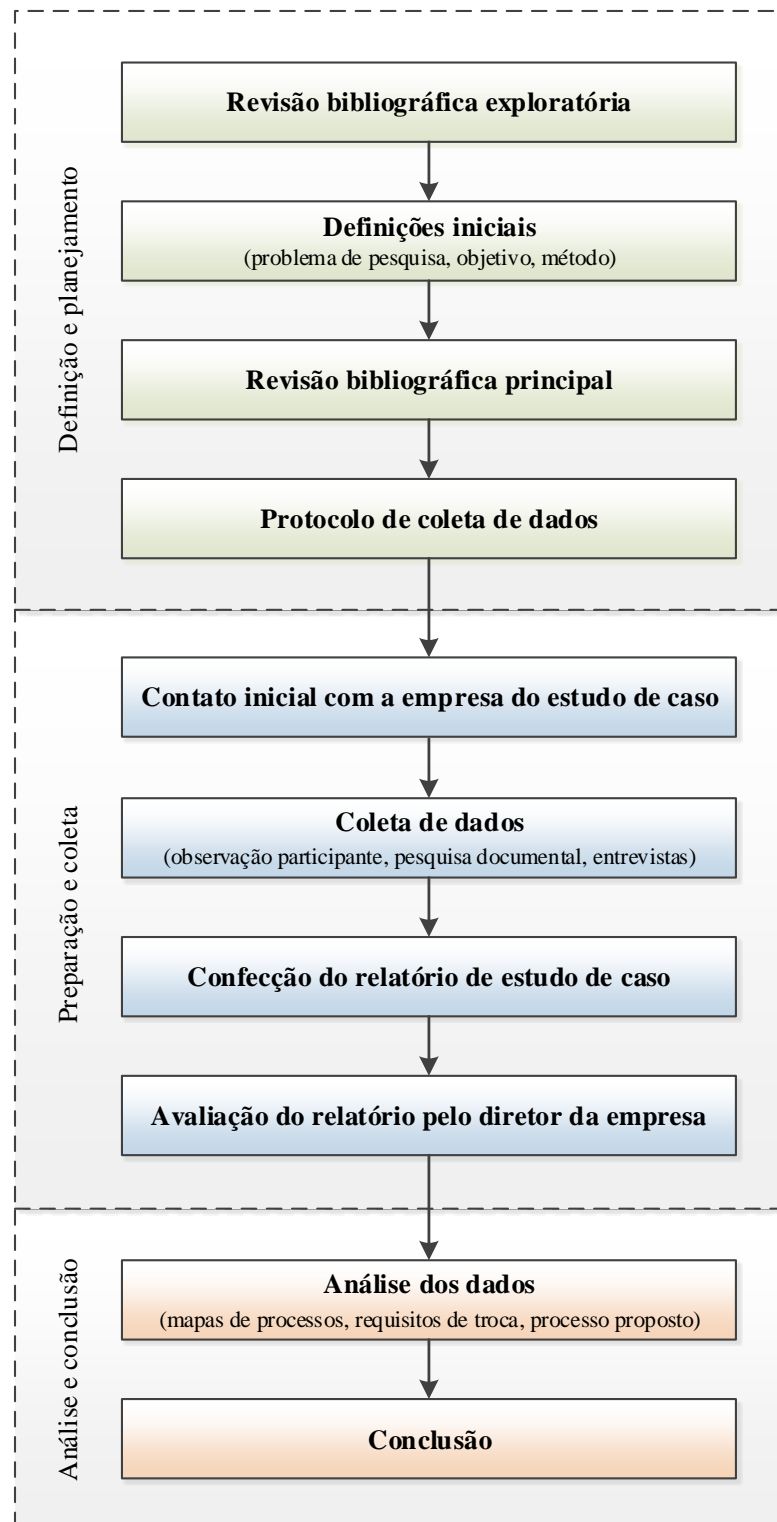 Definição e planejamento
Revisão bibliográfica exploratória
Definições iniciais
(problema de pesquisa, objetivo, método)
Revisão bibliográfica principal
Protocolo de coleta de dados
Preparação e coleta
Contato inicial com a empresa do estudo de caso
Coleta de dados
(observação participante, pesquisa documental, entrevistas)
Confecção do relatório de estudo de caso
Avaliação do relatório pelo diretor da empresa
Análise e conclusão
Análise dos dados
(mapas de processos, requisitos de troca, processo proposto)
Conclusão